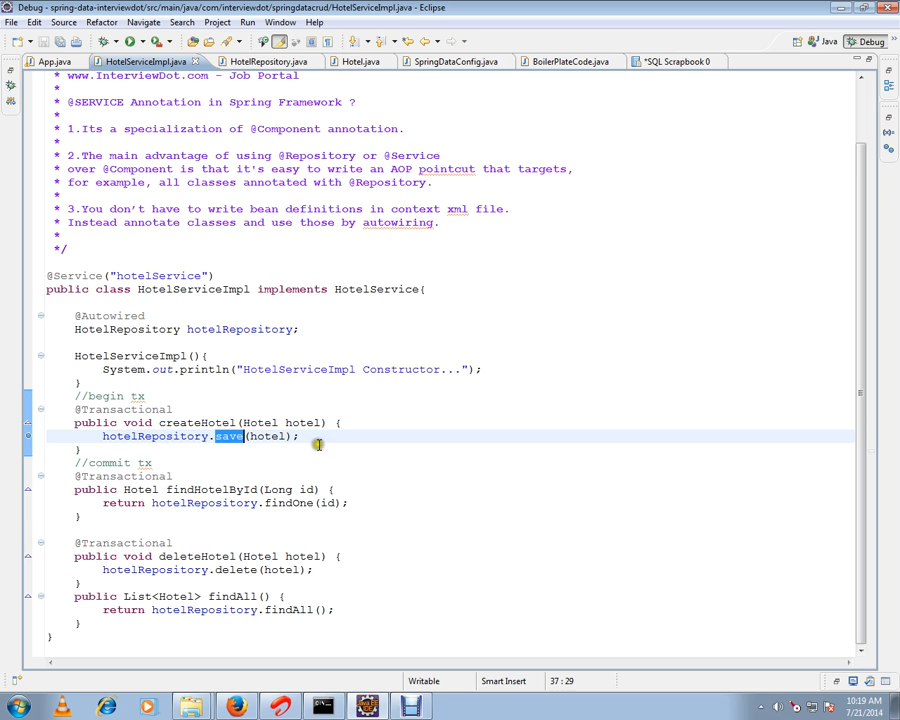 Debug - spring-data-interviewdot/src/main/java/com/interviewdot/springdatacrud/HotelServiceImpl.java - Eclipse
File Edit Source Refactor Navigate Search Project Run Window Help
Java Debug
App.java HotelServiceImpl.java HotelRepository.java Hotel.java SpringDataConfig.java BoilerPlateCode.java *SQL Scrapbook 0
* www.InterviewDot.com - Job Portal
*
* @SERVICE Annotation in Spring Framework ?
*
* 1.Its a specialization of @Component annotation.
*
* 2.The main advantage of using @Repository or @Service
* over @Component is that it's easy to write an AOP pointcut that targets,
* for example, all classes annotated with @Repository.
*
* 3.You don’t have to write bean definitions in context xml file.
* Instead annotate classes and use those by autowiring.
*
*/
@Service("hotelService")
public class HotelServiceImpl implements HotelService{
@Autowired
HotelRepository hotelRepository;
HotelServiceImpl(){
System.out.println("HotelServiceImpl Constructor...");
}
//begin tx
@Transactional
public void createHotel(Hotel hotel) {
hotelRepository.save(hotel);
}
//commit tx
@Transactional
public Hotel findHotelById(Long id) {
return hotelRepository.findOne(id);
}
@Transactional
public void deleteHotel(Hotel hotel) {
hotelRepository.delete(hotel);
}
public List<Hotel> findAll() {
return hotelRepository.findAll();
}
}
Writable Smart Insert 37 : 29
10:19 AM
7/21/2014